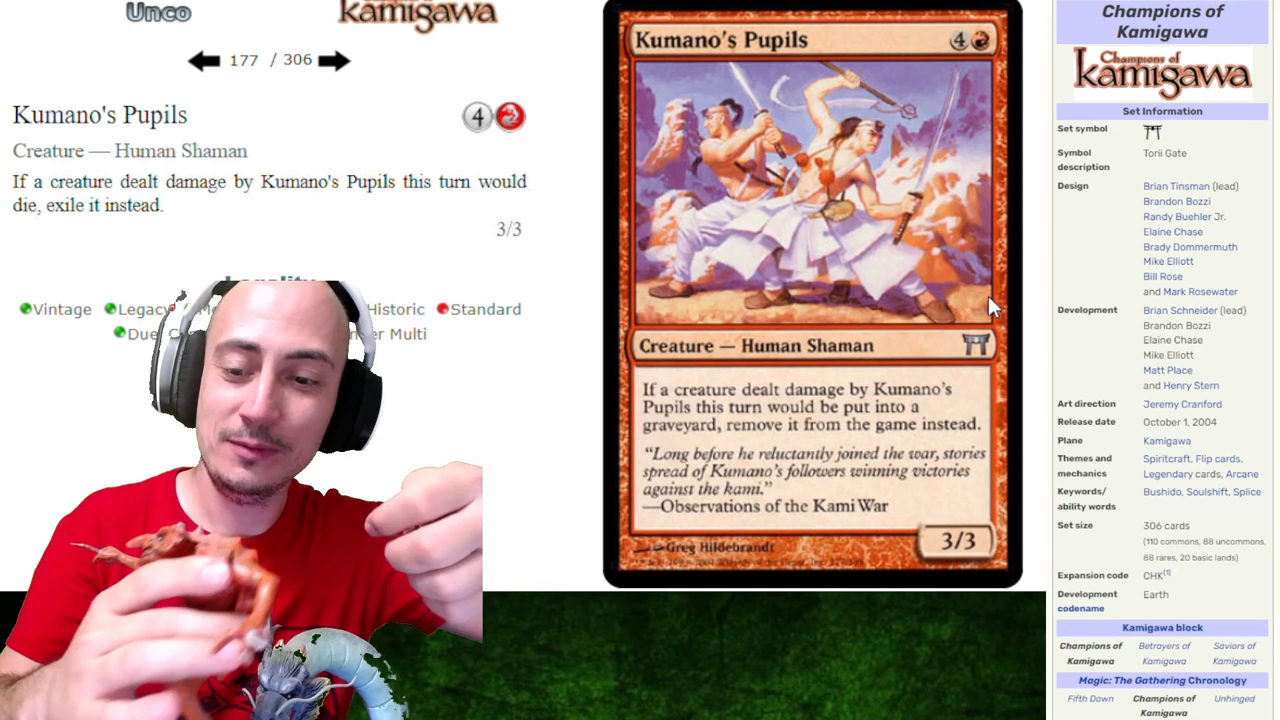 Unco
kamigawa
177 / 306
Kumano's Pupils
4
Creature — Human Shaman
If a creature dealt damage by Kumano's Pupils this turn would
die, exile it instead.
3/3
Vintage Legacy Historic Standard
Multi
Kumano's Pupils
4
Creature — Human Shaman
If a creature dealt damage by Kumano's
Pupils this turn would be put into a
graveyard, remove it from the game instead.
“Long before he reluctantly joined the war, stories
spread of Kumano's followers winning victories
against the kami.”
—Observations of the Kami War
Greg Hildebrandt
3/3
Champions of
Kamigawa
Champions of
kamigawa
Set Information
Set symbol
Symbol description Torii Gate
Design Brian Tinsman (lead)
Brandon Bozzi
Randy Buehler Jr.
Elaine Chase
Brady Dommermuth
Mike Elliott
Bill Rose
and Mark Rosewater
Development Brian Schneider (lead)
Brandon Bozzi
Elaine Chase
Mike Elliott
Matt Place
and Henry Stern
Art direction Jeremy Cranford
Release date October 1, 2004
Plane Kamigawa
Themes and mechanics Spiritcraft, Flip cards,
Legendary cards, Arcane
Keywords/ability words Bushido, Soulshift, Splice
Set size 306 cards
(110 commons, 88 uncommons,
88 rares, 20 basic lands)
Expansion code CHK[1]
Development codename Earth
Kamigawa block
Champions of Kamigawa Betrayers of Kamigawa Saviors of Kamigawa
Magic: The Gathering Chronology
Fifth Dawn Champions of Kamigawa Unhinged